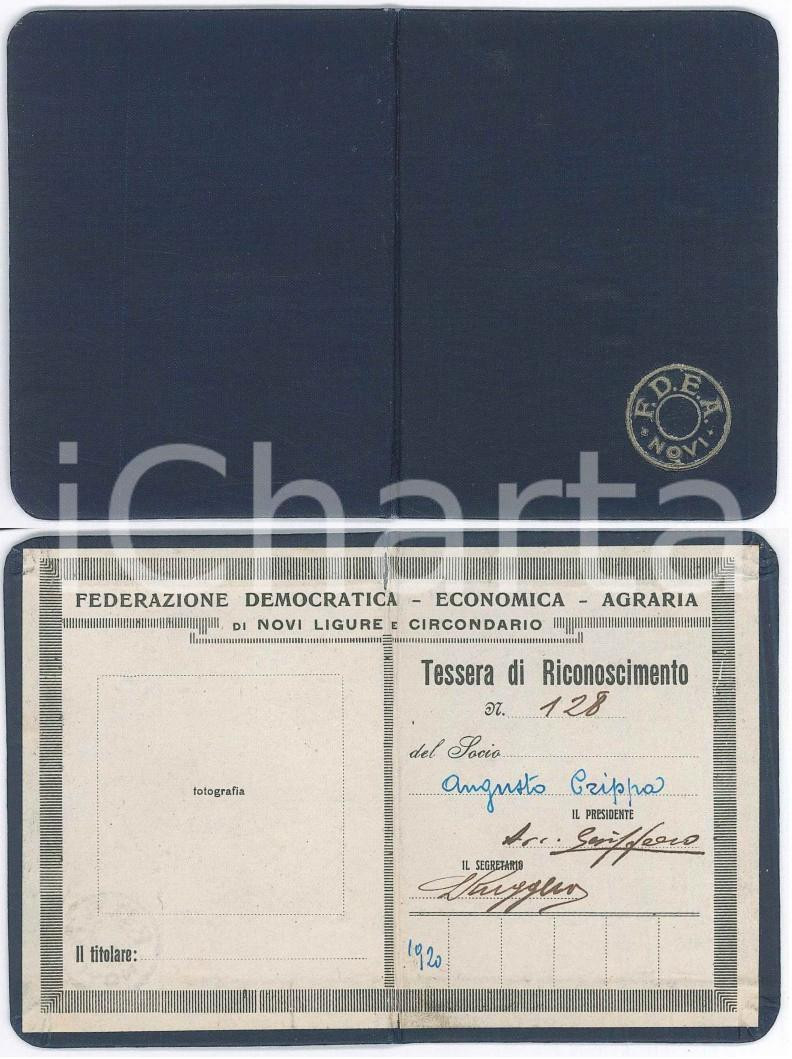 F.D.E.A.
NOVI
iCharta
FEDERAZIONE DEMOCRATICA - ECONOMICA - AGRARIA
DI NOVI LIGURE E CIRCONDARIO
fotografia
Il titolare:
Tessera di Riconoscimento
N. 128
del Socio
Augusto Crippa
IL PRESIDENTE
IL SEGRETARIO
1920